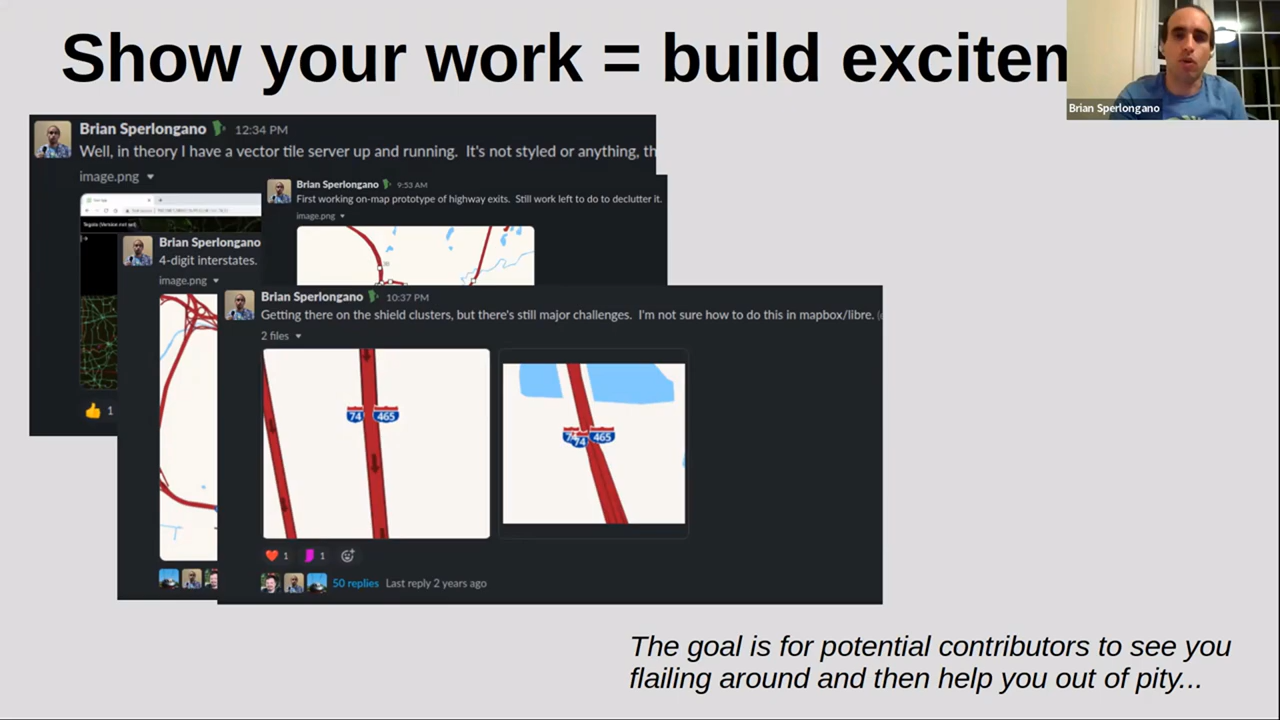 Show your work = build excitem
Brian Sperlongano
Brian Sperlongano 12:34 PM
Well, in theory I have a vector tile server up and running. It's not styled or anything, th
image.png
Brian Sperlongano 9:53 AM
First working on-map prototype of highway exits. Still work left to do to declutter it.
image.png
Brian Sperlongano
4-digit interstates.
image.png
Brian Sperlongano 10:37 PM
Getting there on the shield clusters, but there's still major challenges. I'm not sure how to do this in mapbox/libre.
2 files
74 465
74 74 465
1
1 1
50 replies Last reply 2 years ago
The goal is for potential contributors to see you
flailing around and then help you out of pity...